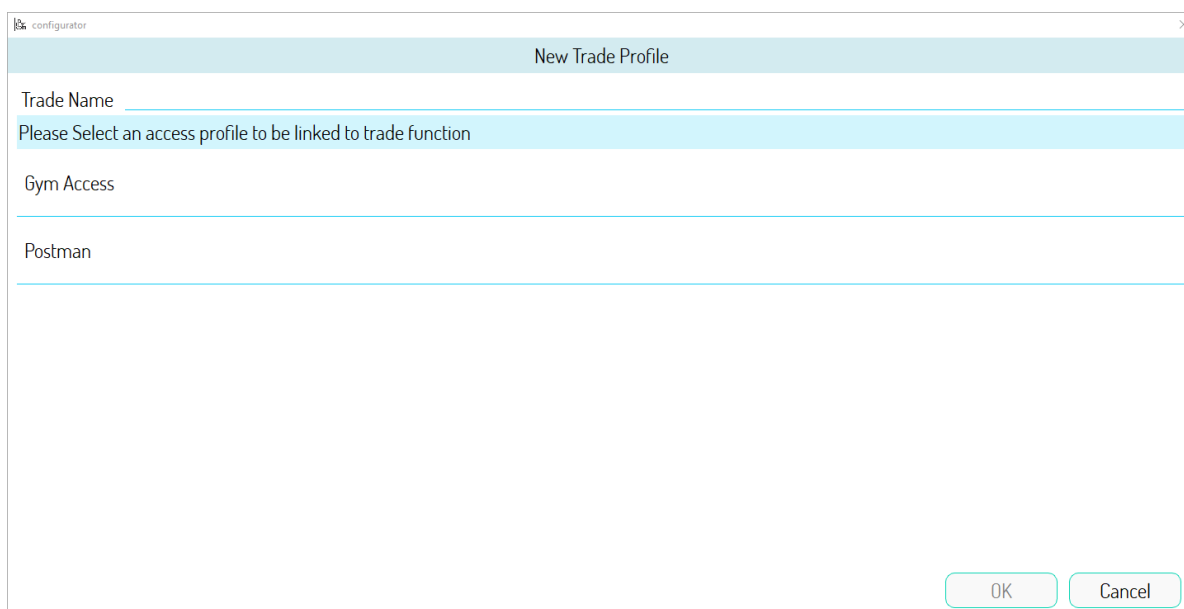 configurator
New Trade Profile
Trade Name
Please Select an access profile to be linked to trade function
Gym Access
Postman
OK Cancel